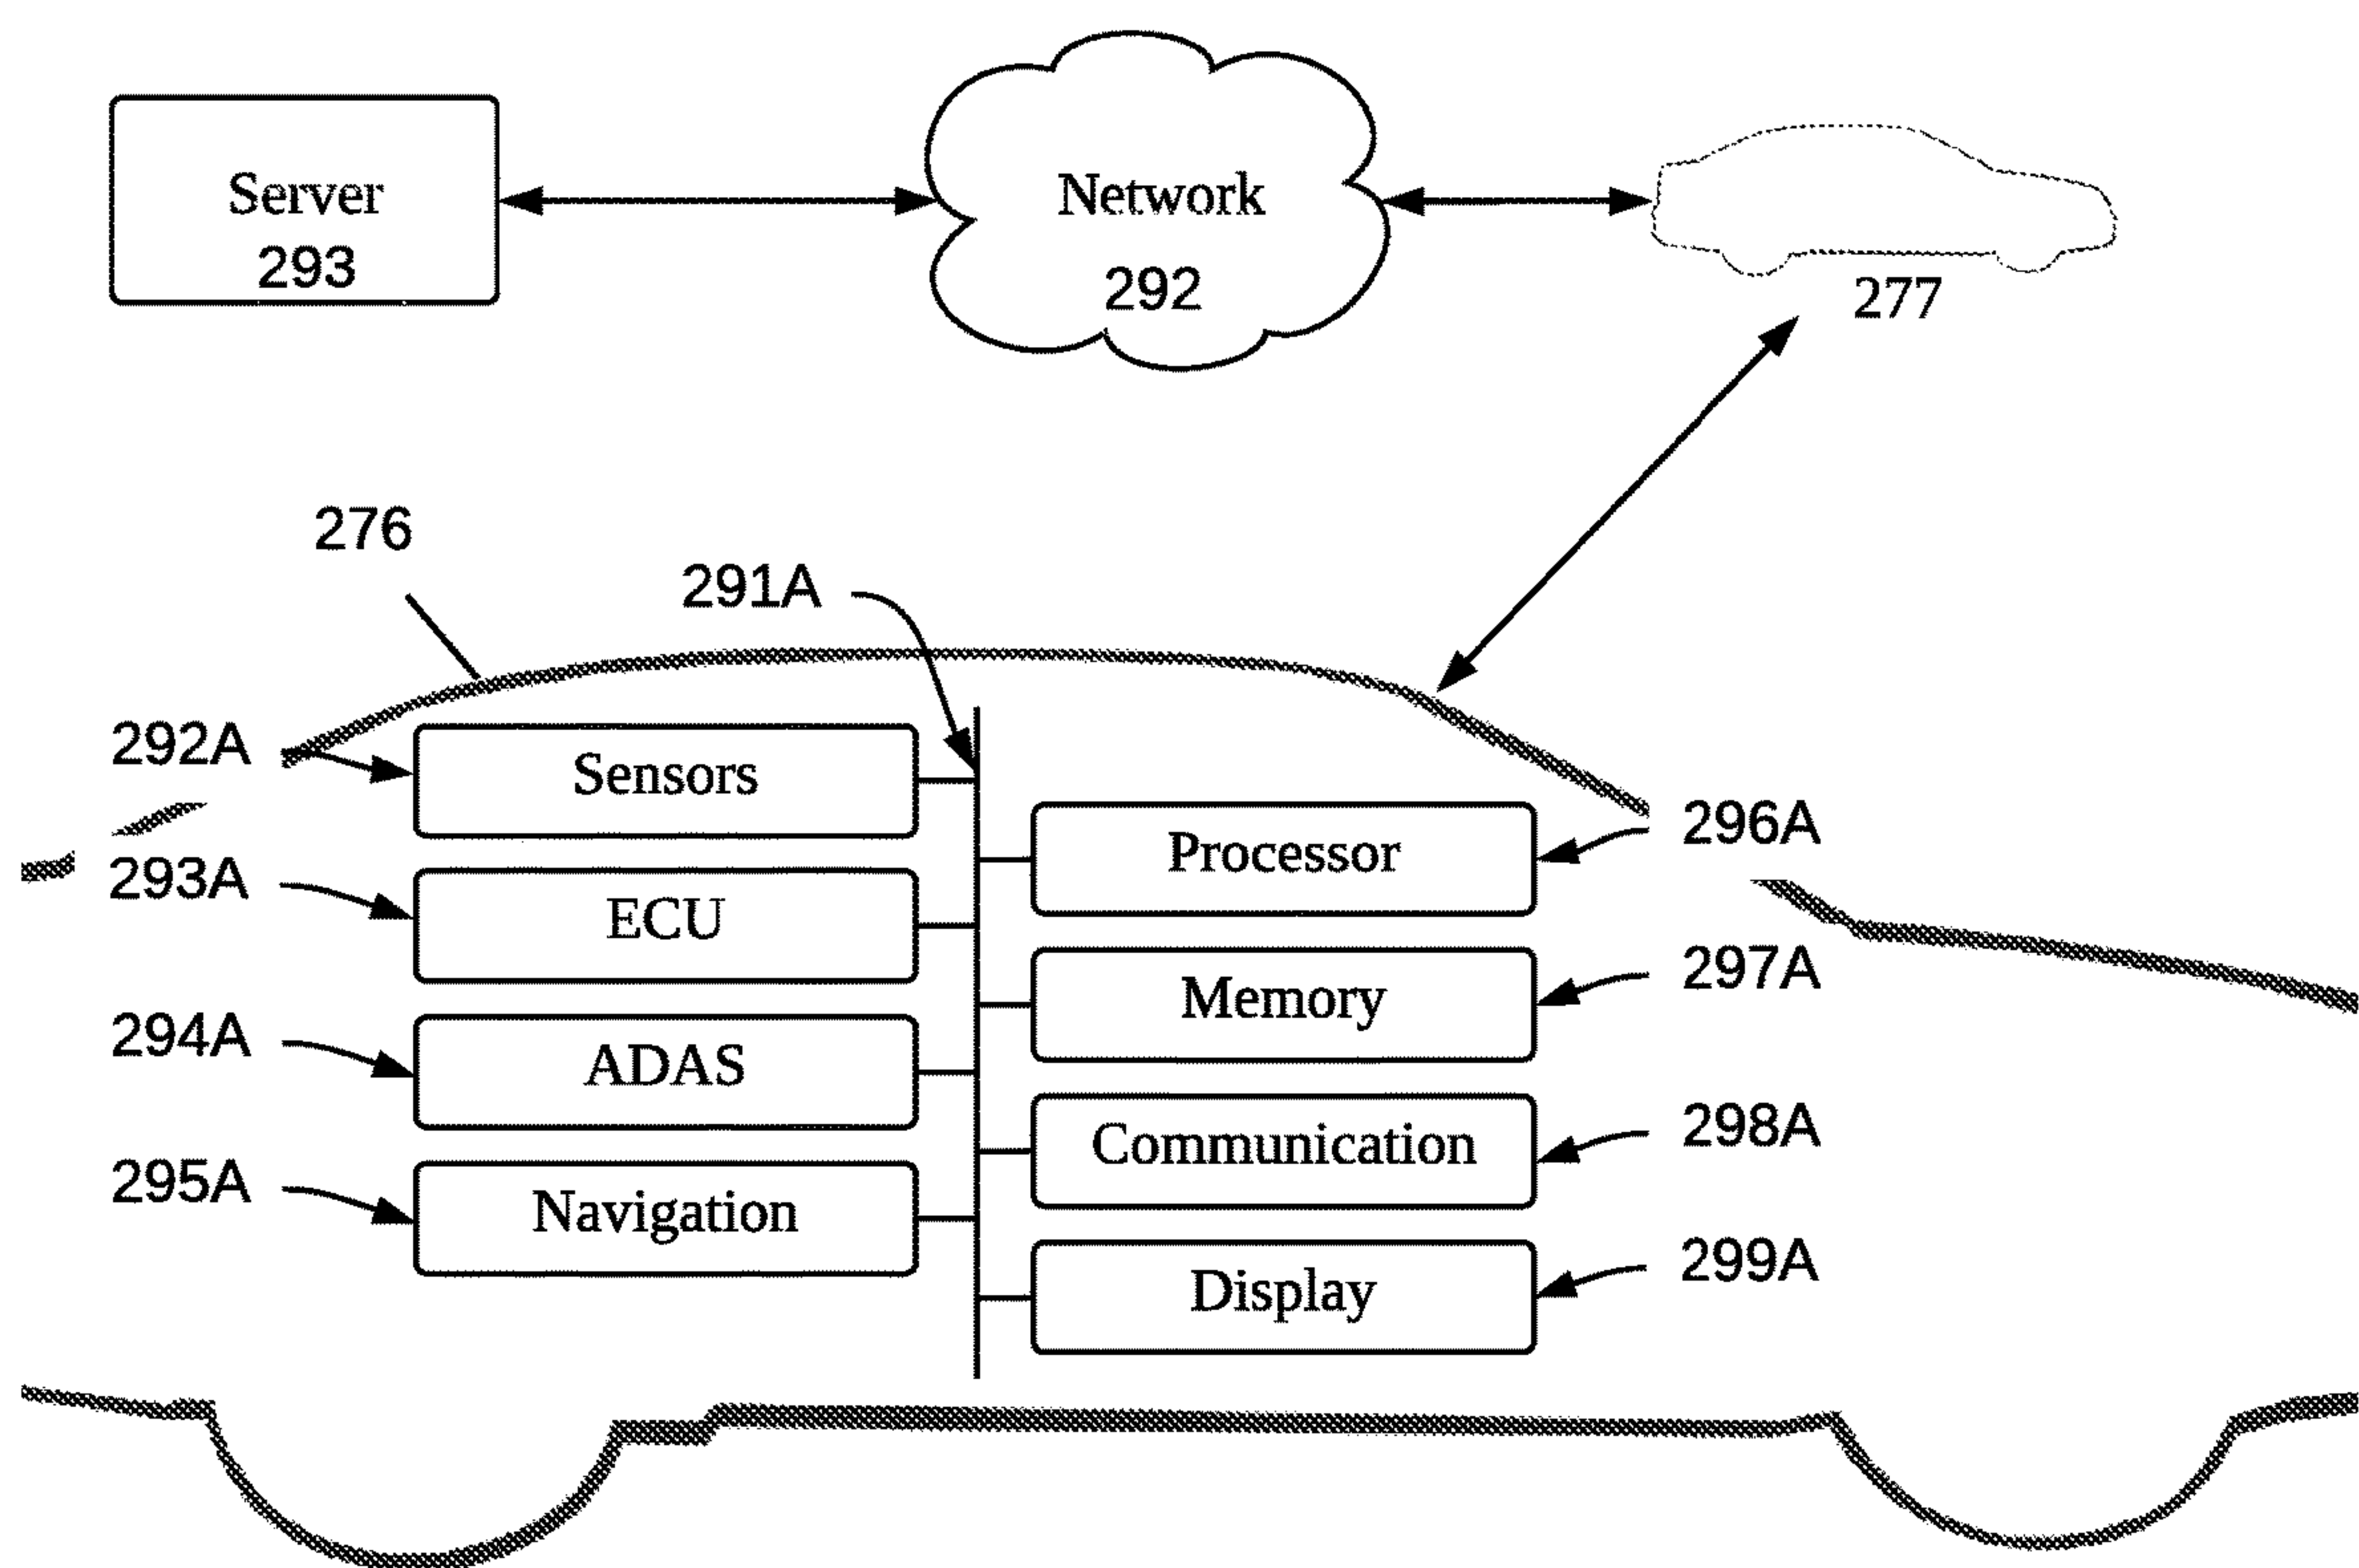 Server
293
Network
292
277
276
291A
292A
Sensors
296A
Processor
293A
ECU
297A
Memory
294A
ADAS
298A
Communication
295A
Navigation
299A
Display